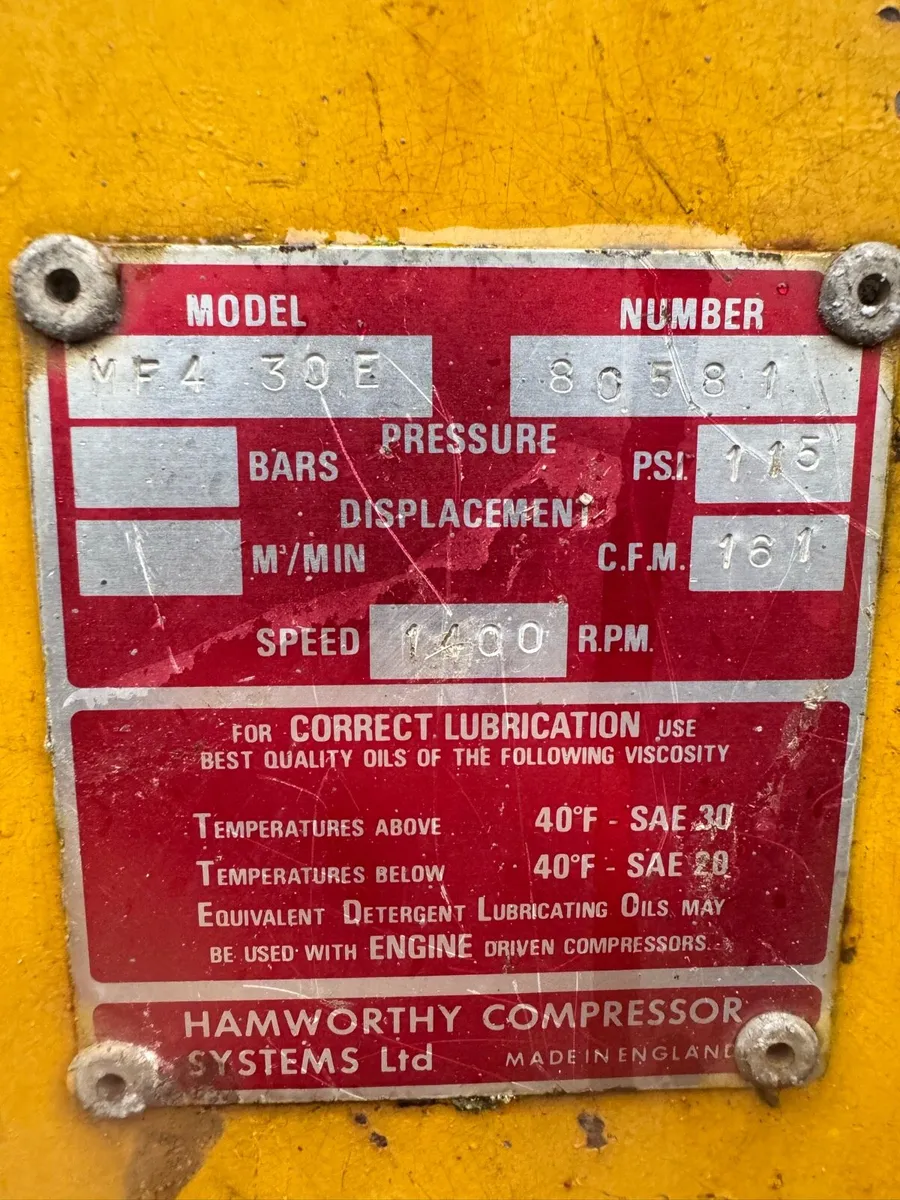 MODEL NUMBER
MF4 30E 80581
PRESSURE
BARS P.S.I. 115
DISPLACEMENT
M³/MIN C.F.M. 161
SPEED 1400 R.P.M.
FOR CORRECT LUBRICATION USE
BEST QUALITY OILS OF THE FOLLOWING VISCOSITY
TEMPERATURES ABOVE 40°F - SAE 30
TEMPERATURES BELOW 40°F - SAE 20
EQUIVALENT DETERGENT LUBRICATING OILS MAY
BE USED WITH ENGINE DRIVEN COMPRESSORS.
HAMWORTHY COMPRESSOR
SYSTEMS Ltd MADE IN ENGLAND